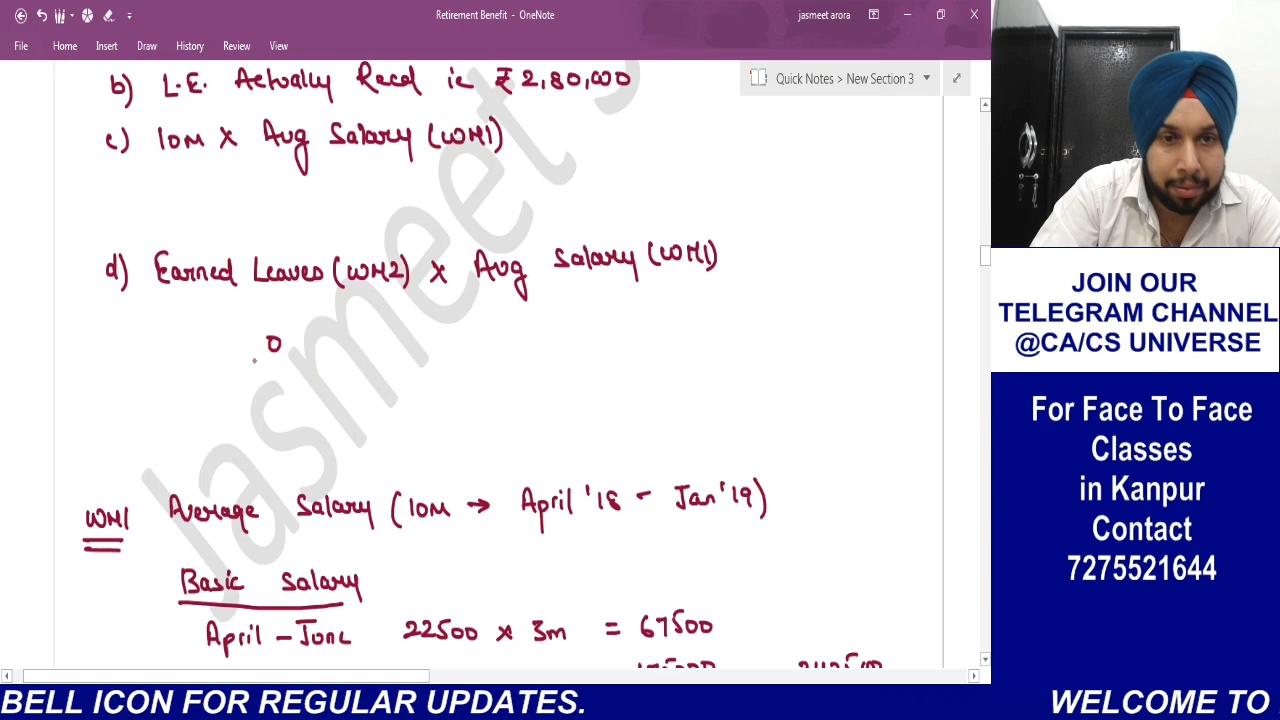 Retirement Benefit - OneNote
jasmeet arora
File Home Insert Draw History Review View
Quick Notes > New Section 3
b) L.E. Actually Recd ie ₹2,80,000
c) 10M x Avg Salary (WN1)
d) Earned Leaves (WN2) x Avg Salary (WN1)
0
WN1 Average Salary (10M → April '18 - Jan '19)
Basic Salary
April - June 22500 x 3m = 67500
Jasmeet
JOIN OUR
TELEGRAM CHANNEL
@CA/CS UNIVERSE
For Face To Face
Classes
in Kanpur
Contact
7275521644
BELL ICON FOR REGULAR UPDATES. WELCOME TO